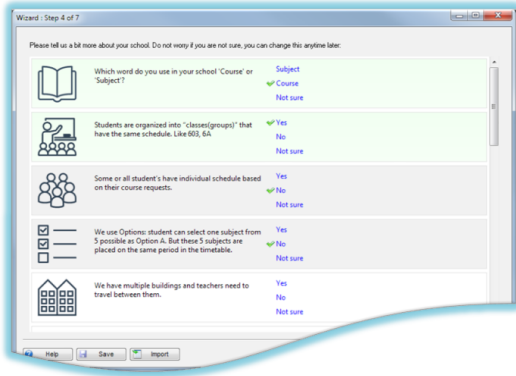 Wizard : Step 4 of 7
Please tell us a bit more about your school. Do not worry if you are not sure, you can change this anytime later:
Which word do you use in your school 'Course' or
'Subject'?
Subject
Course
Not sure
Students are organized into "classes(groups)" that
have the same schedule. Like 603, 6A
Yes
No
Not sure
Some or all student's have individual schedule based
on their course requests.
Yes
No
Not sure
We use Options: student can select one subject from
5 possible as Option A. But these 5 subjects are
placed on the same period in the timetable.
Yes
No
Not sure
We have multiple buildings and teachers need to
travel between them.
Yes
No
Not sure
Help
Save
Import